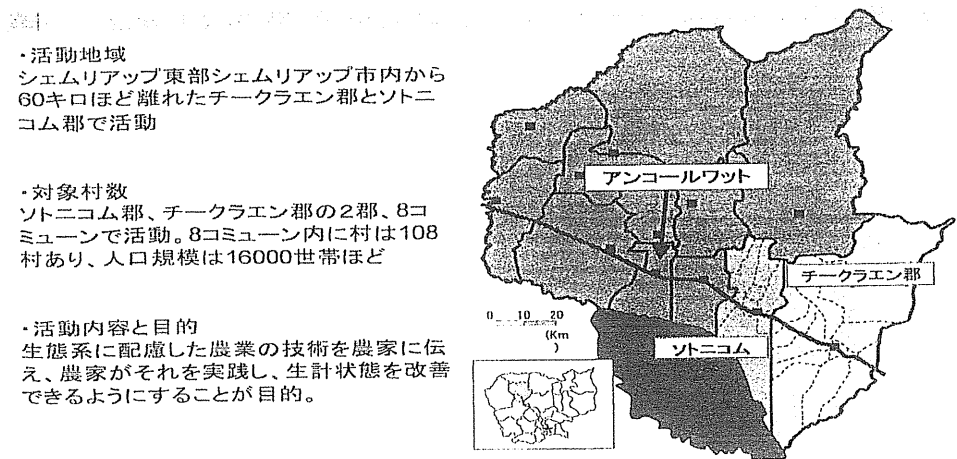 ・活動地域
シェムリアップ東部シェムリアップ市内から
60キロほど離れたチークラエン郡とソトニ
コム郡で活動
・対象村数
ソトニコム郡、チークラエン郡の2郡、8コ
ミューンで活動。8コミューン内に村は108
村あり、人口規模は16000世帯ほど
・活動内容と目的
生態系に配慮した農業の技術を農家に伝
え、農家がそれを実践し、生計状態を改善
できるようにすることが目的。
アンコールワット
チークラエン郡
ソトニコム
0 10 20
(Km
)